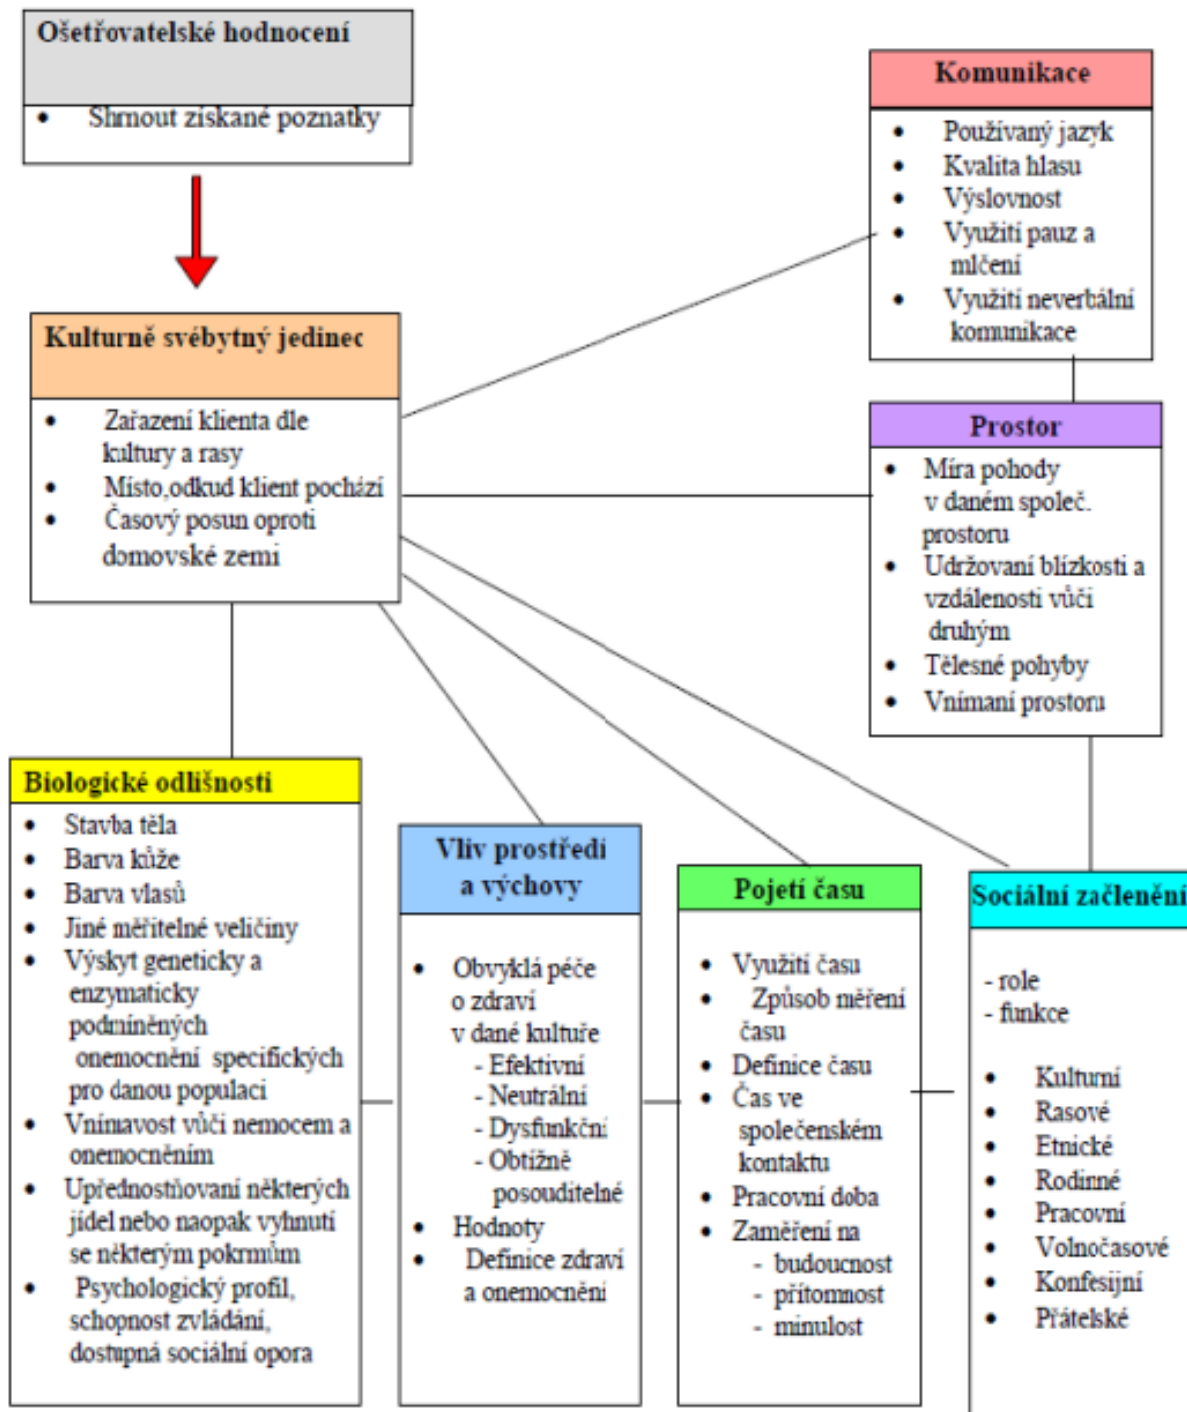 Ošetřovatelské hodnocení
• Shrnout získané poznatky
Komunikace
• Používaný jazyk
• Kvalita hlasu
• Výslovnost
• Využití pauz a
mlčení
• Využití neverbální
komunikace
Kulturně svébytný jedinec
• Zařazení klienta dle
kultury a rasy
• Místo,odkud klient pochází
• Časový posun oproti
domovské zemi
Prostor
• Míra pohody
v daném společ.
prostoru
• Udržovaní blízkosti a
vzdálenosti vůči
druhým
• Tělesné pohyby
• Vnímaní prostoru
Biologické odlišnosti
• Stavba těla
• Barva kůže
• Barva vlasů
• Jiné měřitelné veličiny
• Výskyt geneticky a
enzymaticky
podmíněných
onemocnění specifických
pro danou populaci
• Vnímavost vůči nemocem a
onemocněním
• Upřednostňovaní některých
jídel nebo naopak vyhnutí
se některým pokrmům
• Psychologický profil,
schopnost zvládání,
dostupná sociální opora
Vliv prostředí
a výchovy
• Obvyklá péče
o zdraví
v dané kultuře
- Efektivní
- Neutrální
- Dysfunkční
- Obtížně
posouditelné
• Hodnoty
• Definice zdraví
a onemocnění
Pojetí času
• Využití času
• Způsob měření
času
• Definice času
• Čas ve
společenském
kontaktu
• Pracovní doba
• Zaměření na
- budoucnost
- přítomnost
- minulost
Sociální začlenění
- role
- funkce
• Kulturní
• Rasové
• Etnické
• Rodinné
• Pracovní
• Volnočasové
• Konfesijní
• Přátelské